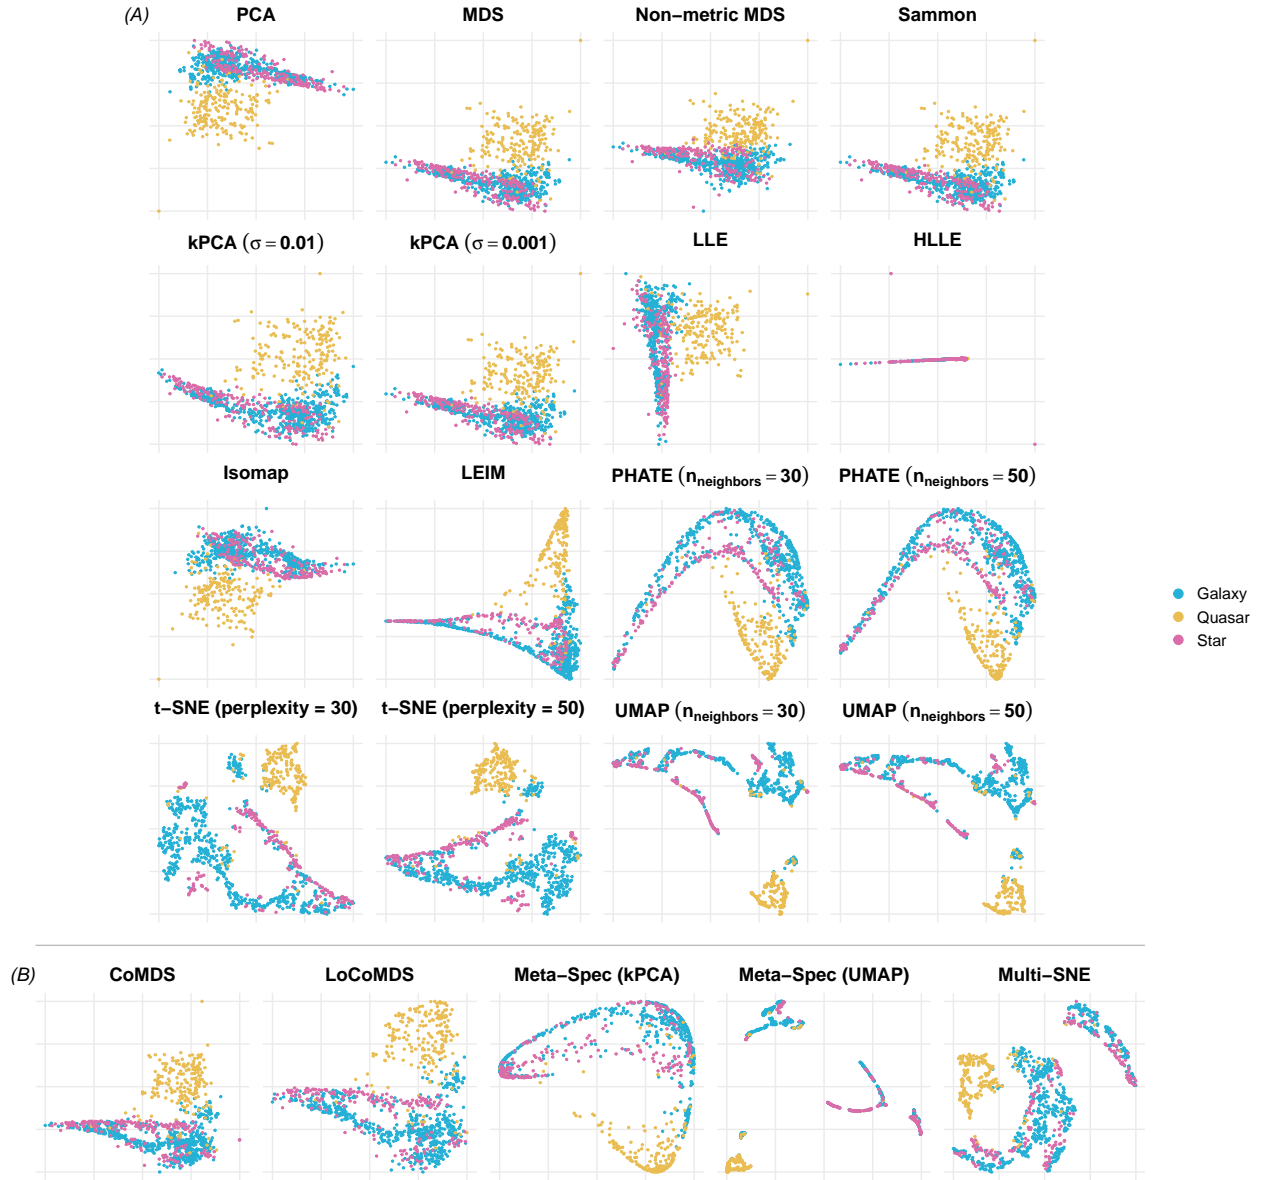 (A)
PCA
MDS
Non−metric MDS
Sammon
kPCA (σ = 0.01)
kPCA (σ = 0.001)
LLE
HLLE
Isomap
LEIM
PHATE (nneighbors = 30)
PHATE (nneighbors = 50)
Galaxy
Quasar
Star
t−SNE (perplexity = 30)
t−SNE (perplexity = 50)
UMAP (nneighbors = 30)
UMAP (nneighbors = 50)
(B)
CoMDS
LoCoMDS
Meta−Spec (kPCA)
Meta−Spec (UMAP)
Multi−SNE